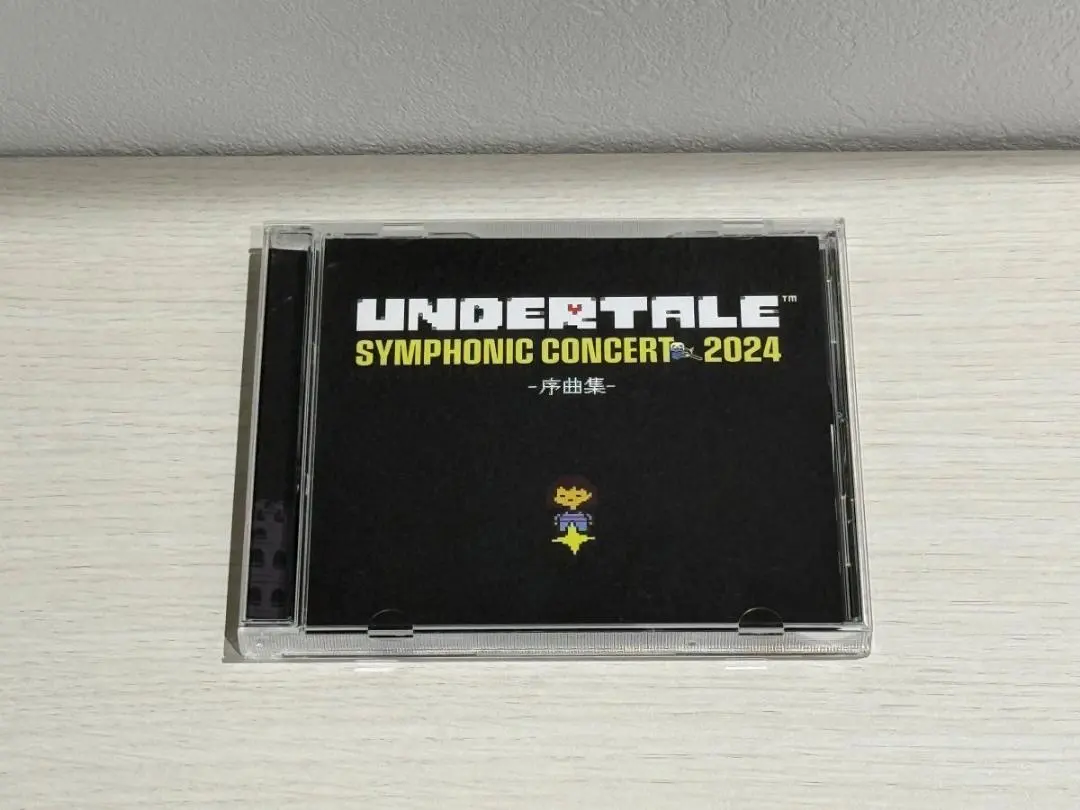 UNDERTALE™
SYMPHONIC CONCERT 2024
-序曲集-